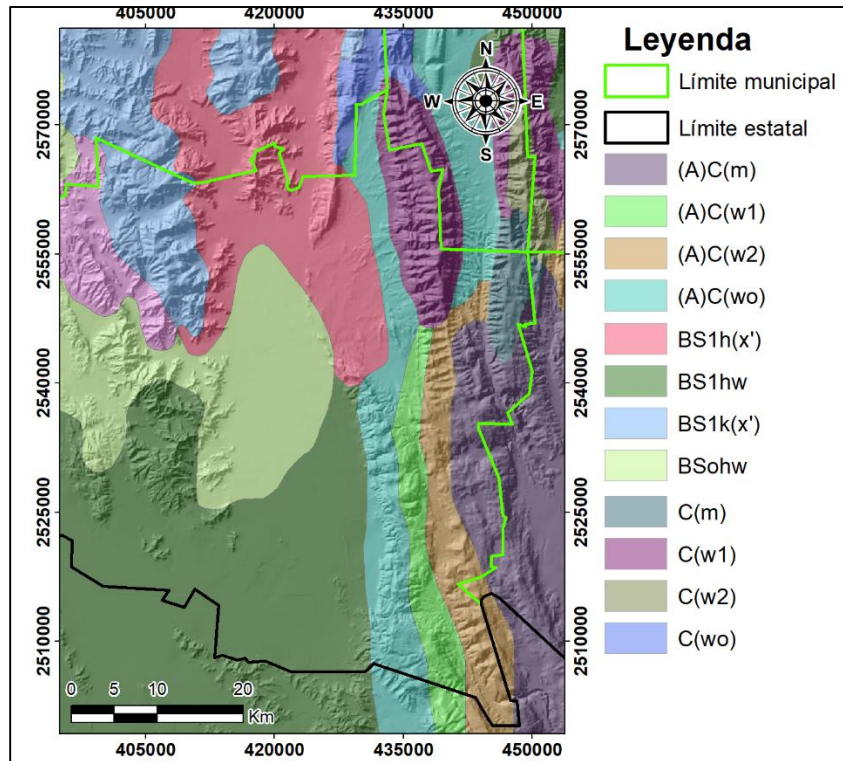 405000 420000 435000 450000
Leyenda
Límite municipal
Límite estatal
(A)C(m)
(A)C(w1)
(A)C(w2)
(A)C(wo)
BS1h(x')
BS1hw
BS1k(x')
BSohw
C(m)
C(w1)
C(w2)
C(wo)
N
W E
S
2570000 2570000
2555000 2555000
2540000 2540000
2525000 2525000
2510000 2510000
0 5 10 20
Km
405000 420000 435000 450000